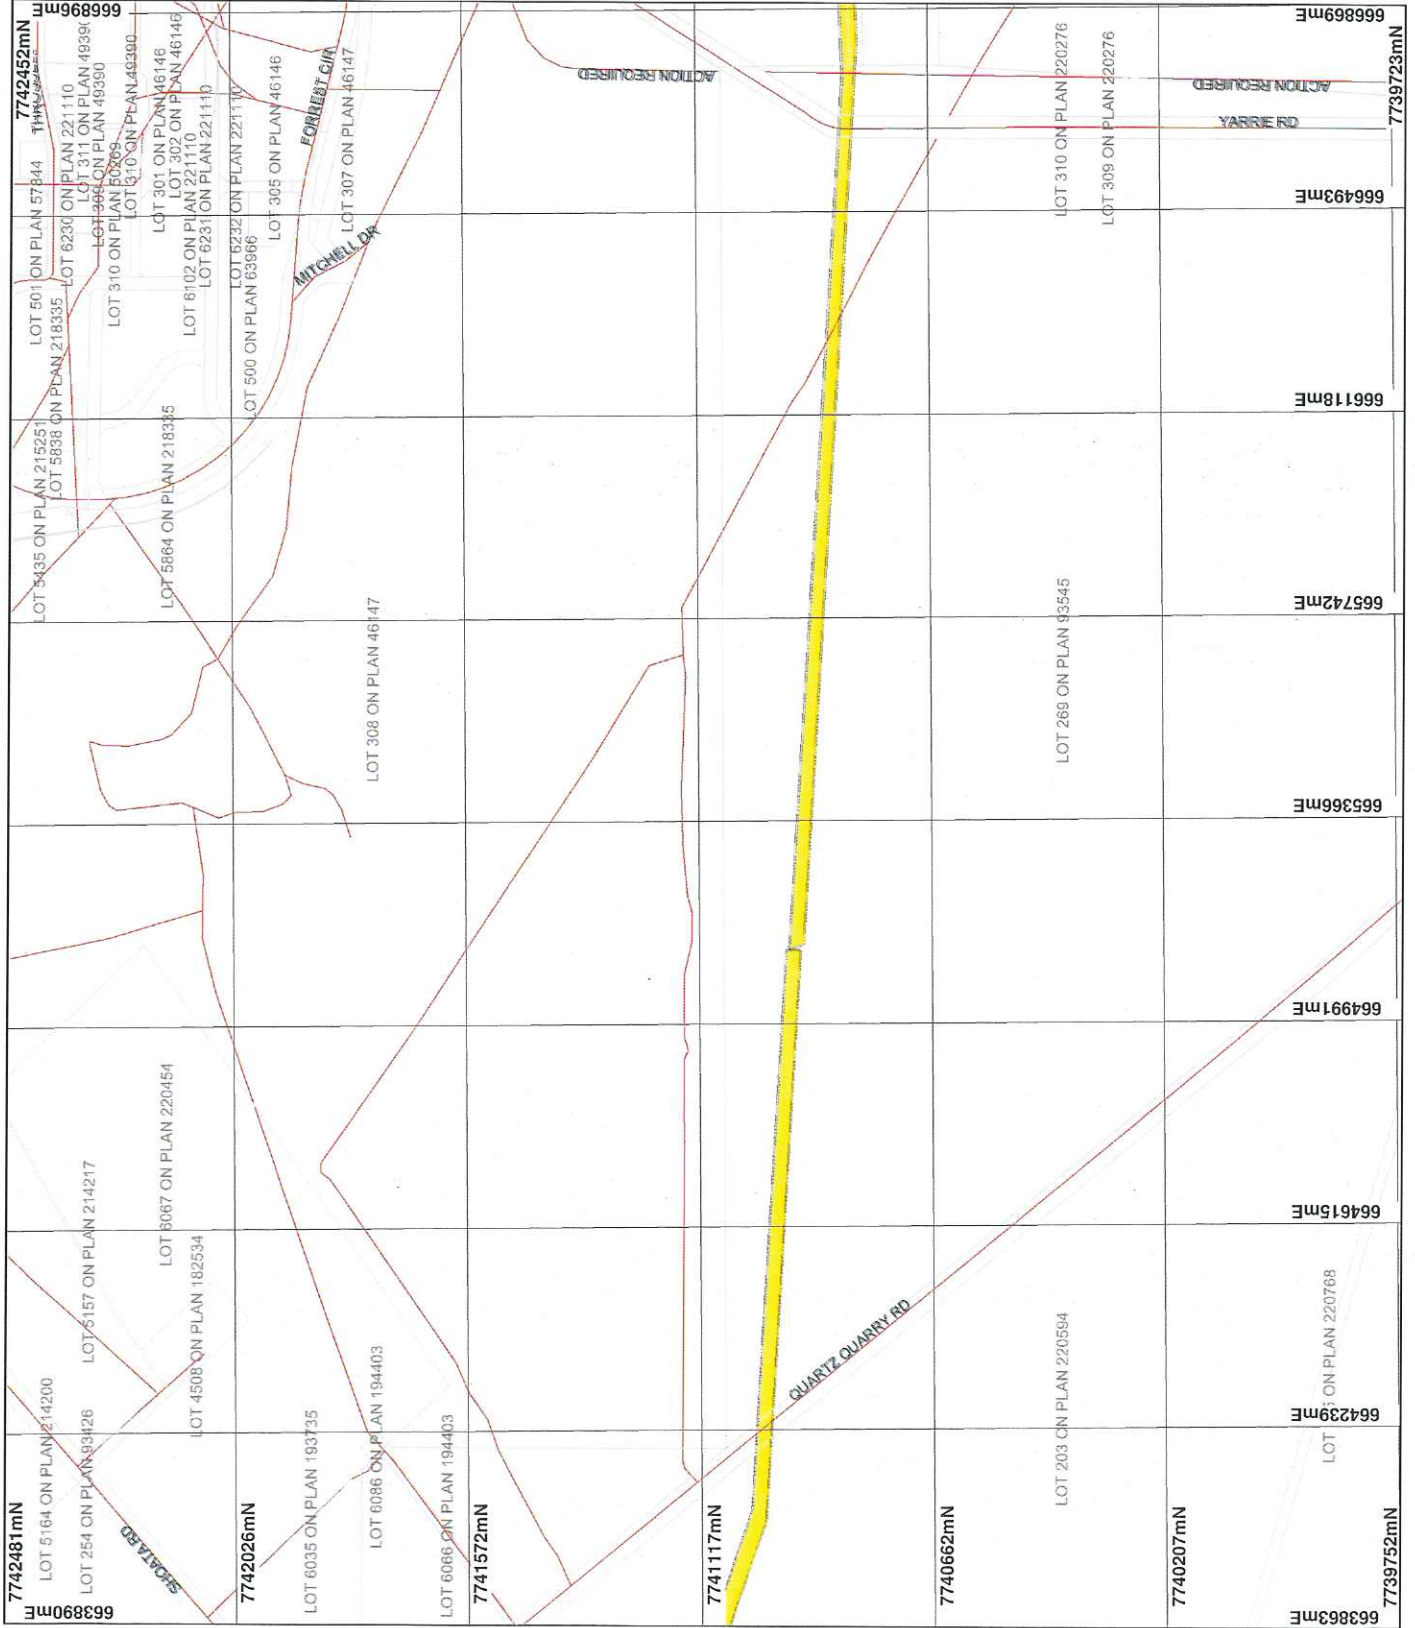 7742452mN
666896mE
7742481mN
663890mE
7742026mN
7741572mN
7741117mN
7740662mN
7740207mN
7739752mN
663863mE
7739723mN
666869mE
666493mE
666118mE
665742mE
665366mE
664991mE
664615mE
664239mE
LOT 501 ON PLAN 57844
LOT 6230 ON PLAN 221110
LOT 311 ON PLAN 49390
LOT 309 ON PLAN 49390
LOT 310 ON PLAN 50269
LOT 310 ON PLAN 49390
LOT 301 ON PLAN 46146
LOT 302 ON PLAN 46146
LOT 6102 ON PLAN 221110
LOT 6231 ON PLAN 221110
LOT 6232 ON PLAN 221110
LOT 500 ON PLAN 63966
LOT 305 ON PLAN 46146
FORREST CIR
LOT 307 ON PLAN 46147
MITCHELL DR
LOT 5435 ON PLAN 215251
LOT 5838 ON PLAN 218335
LOT 5864 ON PLAN 218335
LOT 308 ON PLAN 46147
ACTION REQUIRED
LOT 310 ON PLAN 220276
LOT 309 ON PLAN 220276
ACTION REQUIRED
YARRIE RD
LOT 269 ON PLAN 93545
LOT 5164 ON PLAN 214200
LOT 254 ON PLAN 93426
SHOATA RD
LOT 5157 ON PLAN 214217
LOT 6067 ON PLAN 220454
LOT 4508 ON PLAN 182534
LOT 6035 ON PLAN 193735
LOT 6086 ON PLAN 194403
LOT 6066 ON PLAN 194403
QUARTZ QUARRY RD
LOT 203 ON PLAN 220594
LOT ON PLAN 220768